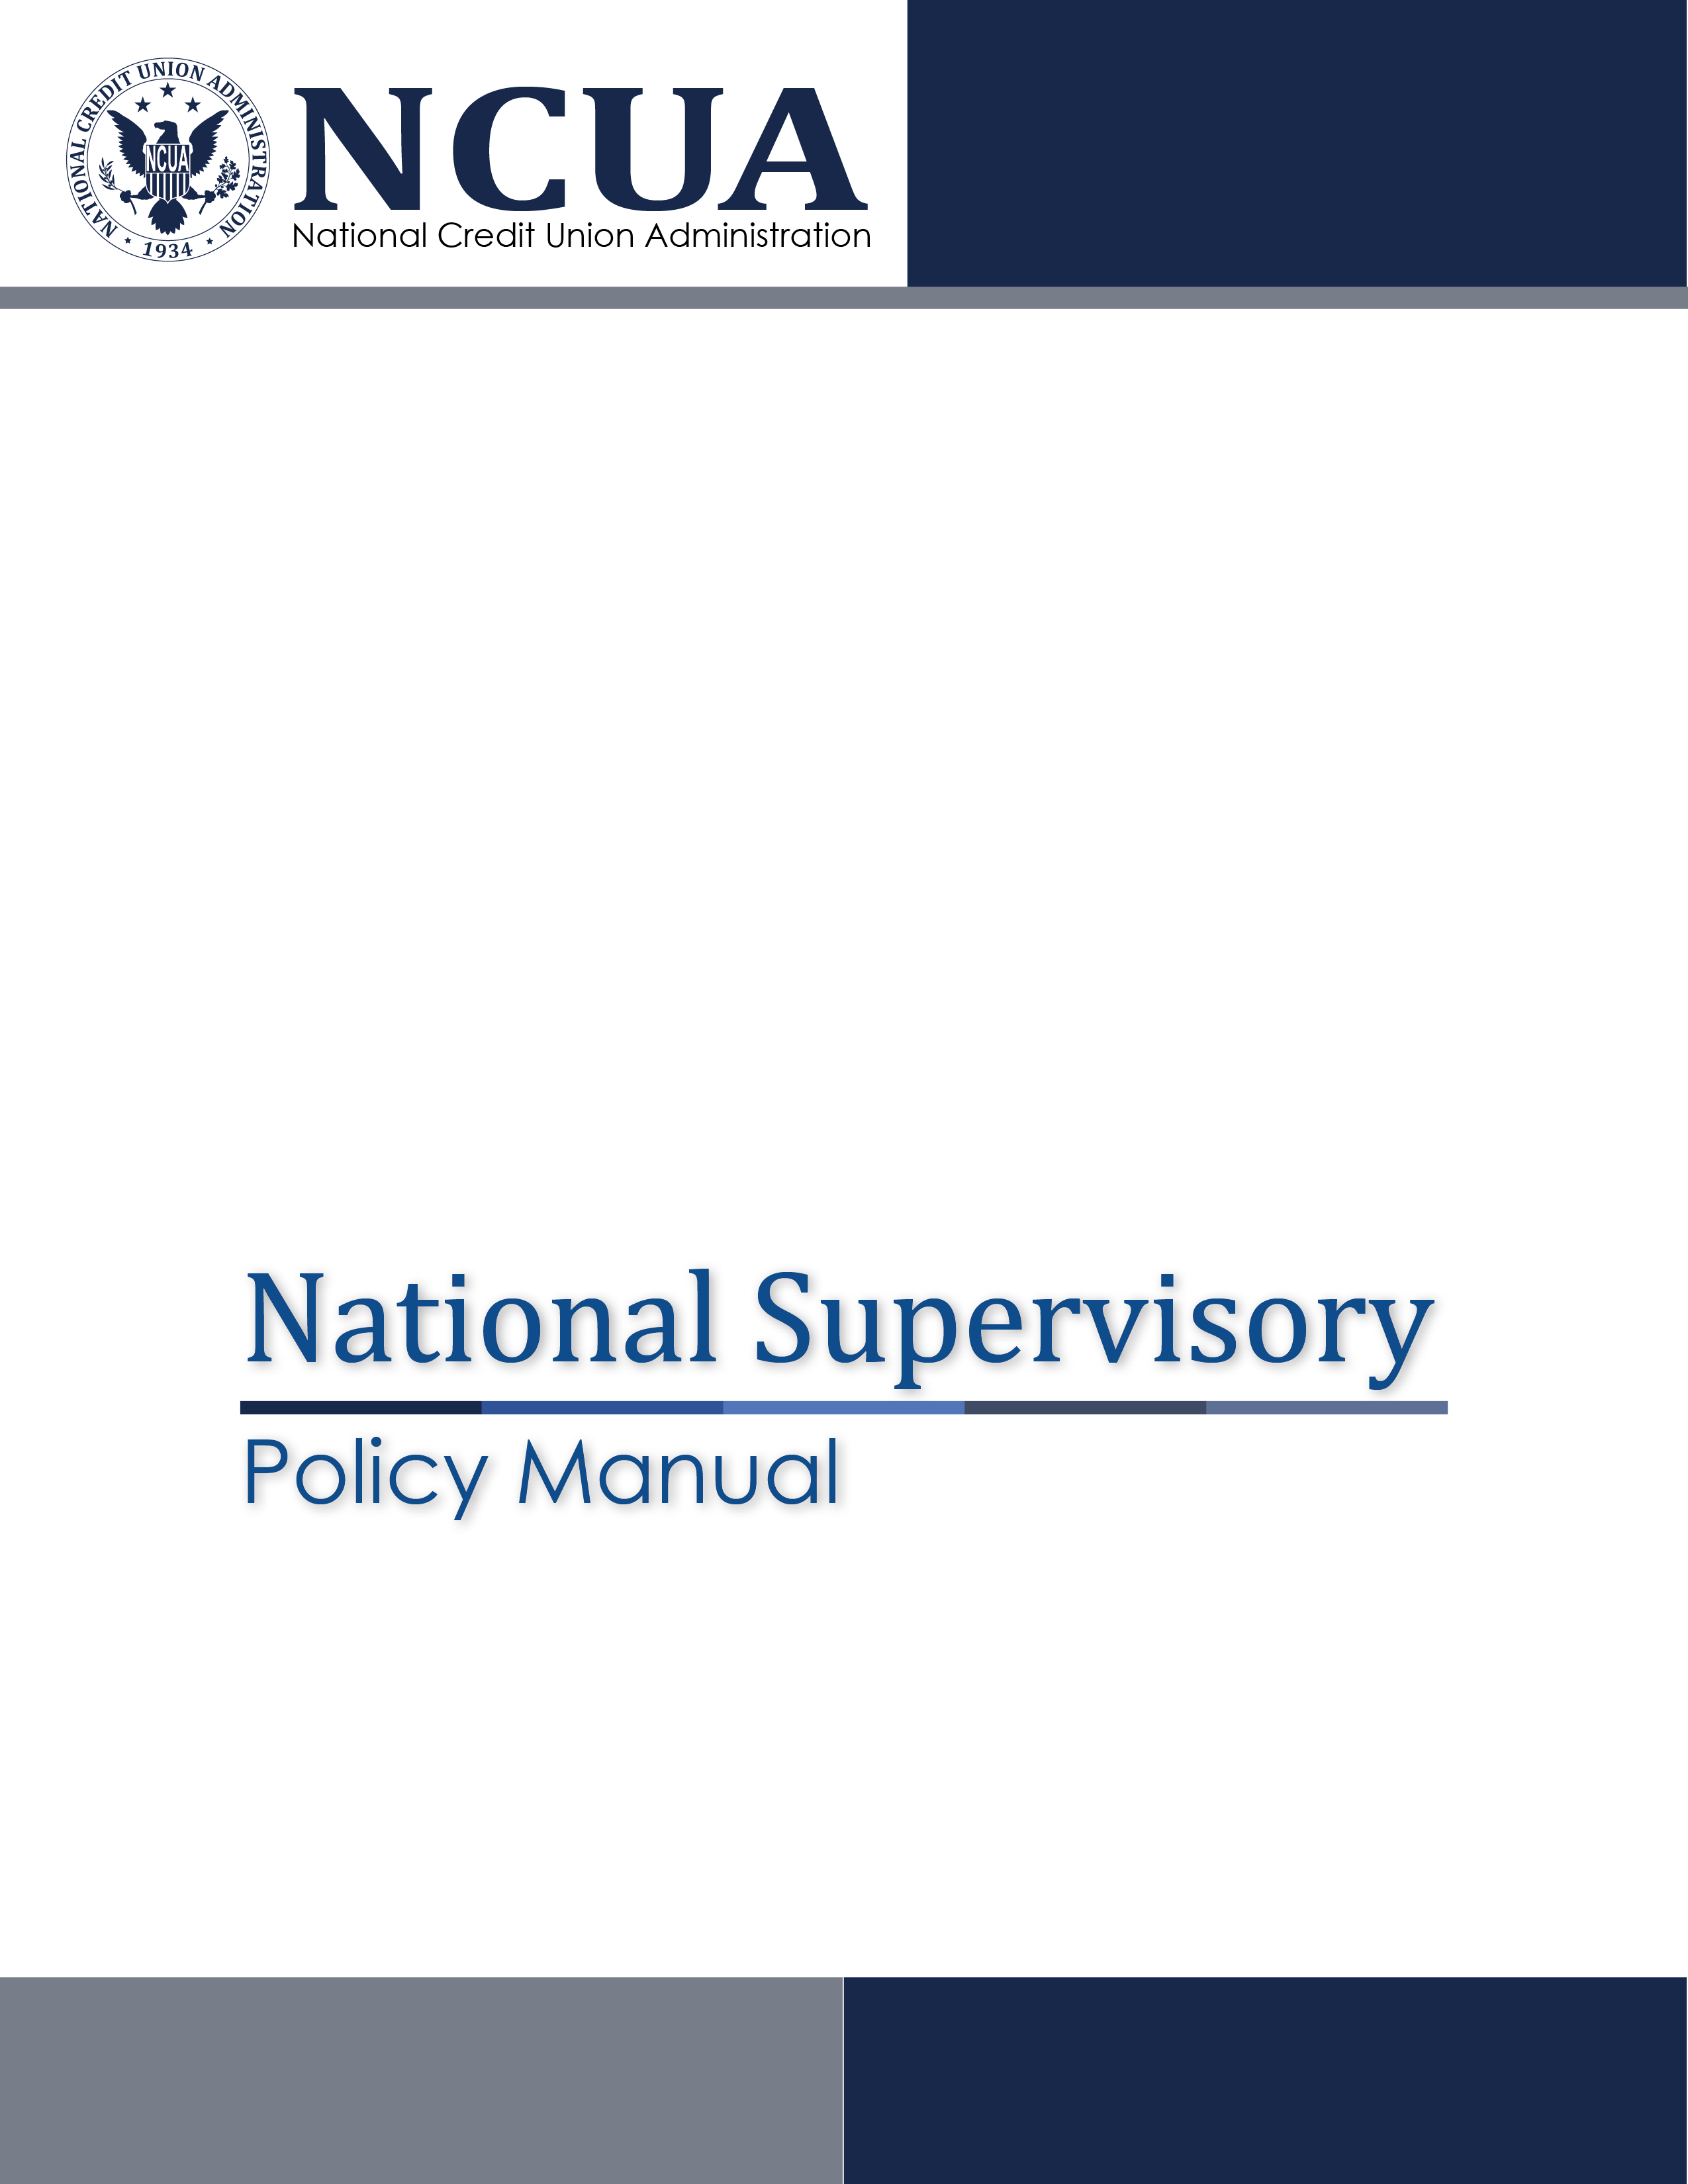 NATIONAL CREDIT UNION ADMINISTRATION
NCUA
1934
NCUA
National Credit Union Administration
National Supervisory
Policy Manual